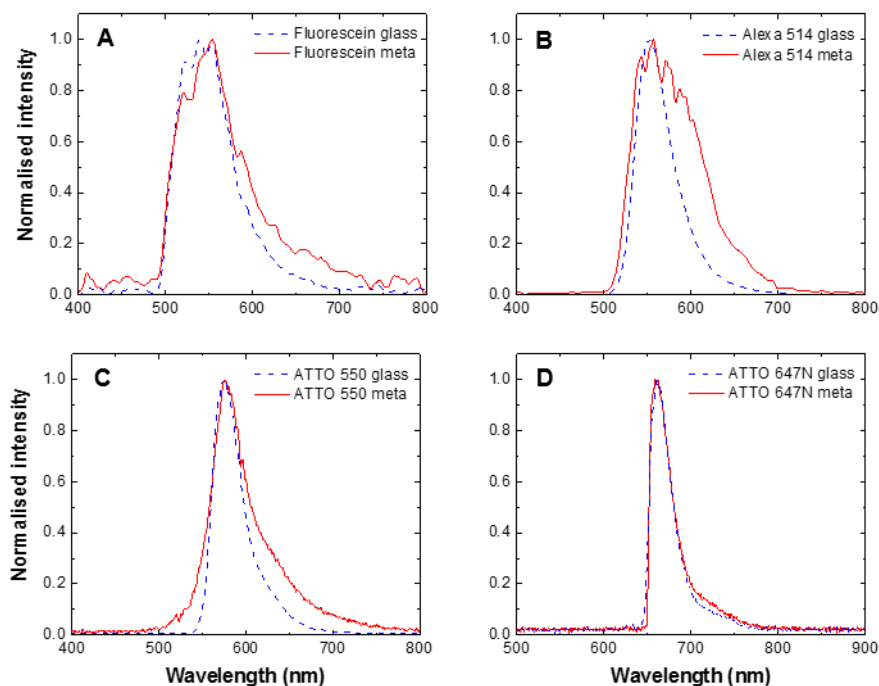 A
Fluorescein glass
Fluorescein meta
Normalised intensity
1.0
0.8
0.6
0.4
0.2
0.0
400 500 600 700 800
B
Alexa 514 glass
Alexa 514 meta
1.0
0.8
0.6
0.4
0.2
0.0
400 500 600 700 800
C
ATTO 550 glass
ATTO 550 meta
Normalised intensity
1.0
0.8
0.6
0.4
0.2
0.0
400 500 600 700 800
Wavelength (nm)
D
ATTO 647N glass
ATTO 647N meta
1.0
0.8
0.6
0.4
0.2
0.0
500 600 700 800 900
Wavelength (nm)